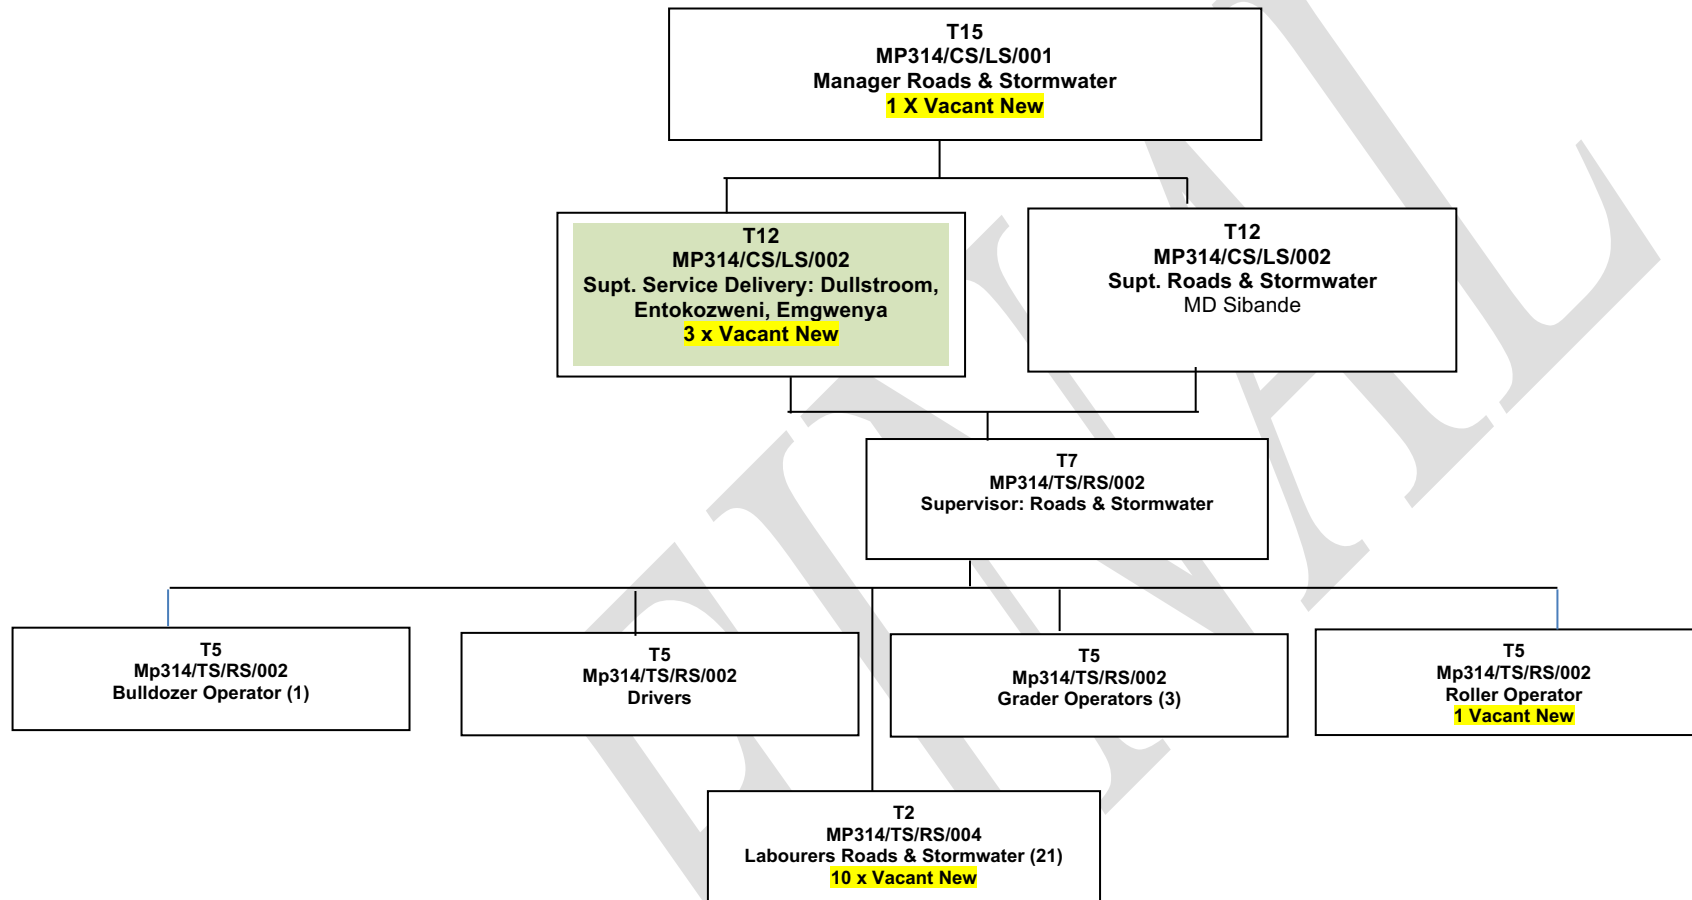 T15
MP314/CS/LS/001
Manager Roads & Stormwater
1 X Vacant New
T12
MP314/CS/LS/002
Supt. Service Delivery: Dullstroom,
Entokozweni, Emgwenya
3 x Vacant New
T12
MP314/CS/LS/002
Supt. Roads & Stormwater
MD Sibande
T7
MP314/TS/RS/002
Supervisor: Roads & Stormwater
T5
Mp314/TS/RS/002
Bulldozer Operator (1)
T5
Mp314/TS/RS/002
Drivers
T5
Mp314/TS/RS/002
Grader Operators (3)
T5
Mp314/TS/RS/002
Roller Operator
1 Vacant New
T2
MP314/TS/RS/004
Labourers Roads & Stormwater (21)
10 x Vacant New
FINAL